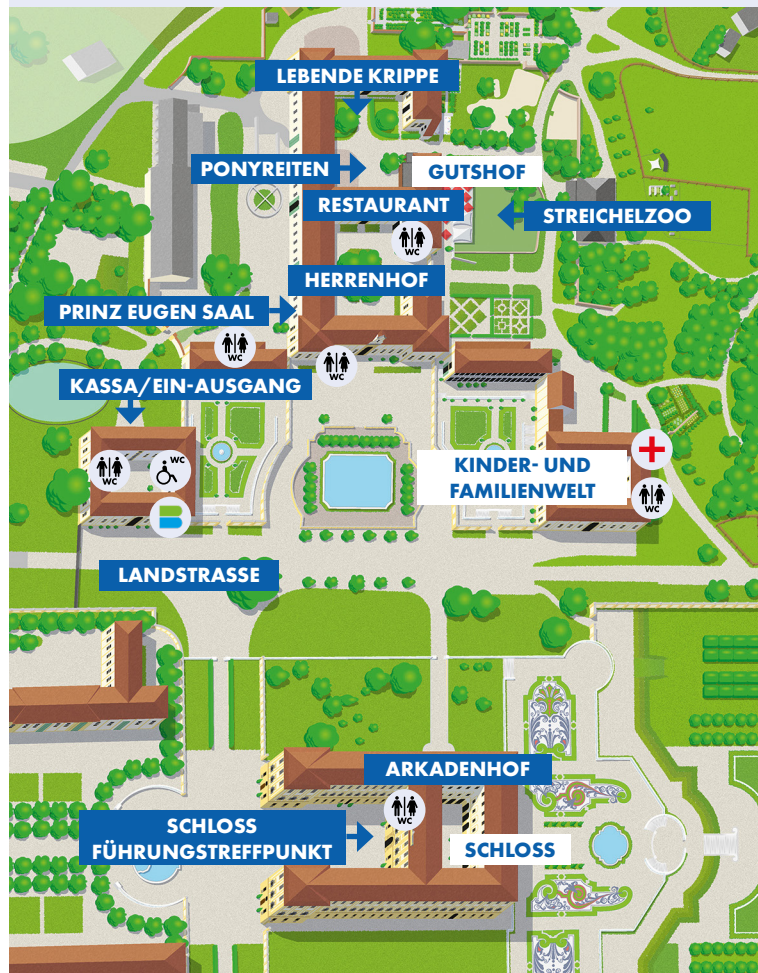 LEBENDE KRIPPE
PONYREITEN
GUTSHOF
RESTAURANT
STREICHELZOO
WC
HERRENHOF
PRINZ EUGEN SAAL
WC
WC
KASSA/EIN-AUSGANG
WC
WC
KINDER- UND
FAMILIENWELT
WC
LANDSTRASSE
ARKADENHOF
WC
SCHLOSS
FÜHRUNGSTREFFPUNKT
SCHLOSS